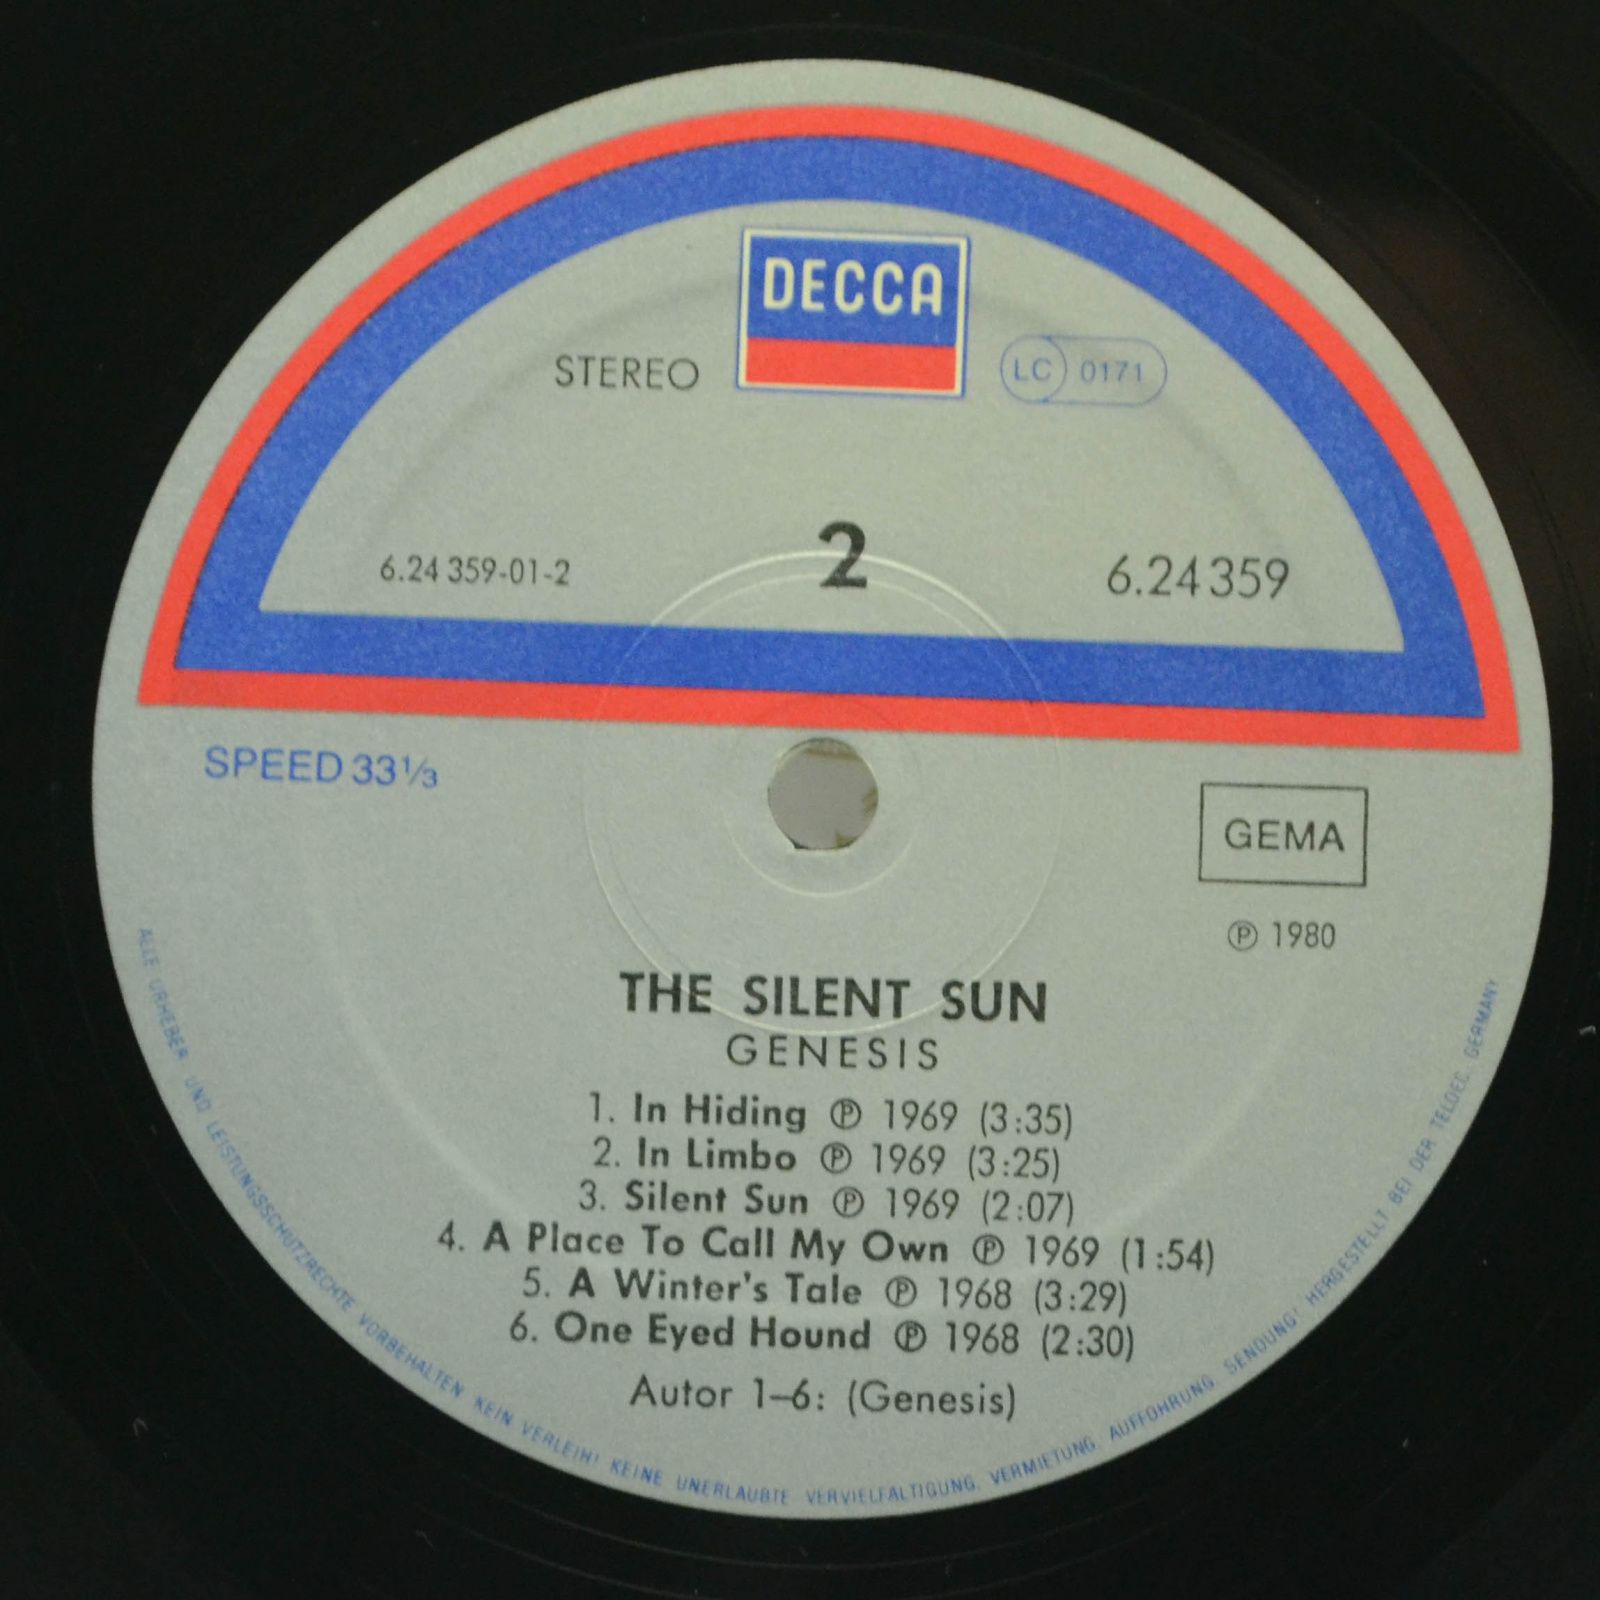 DECCA
STEREO
LC 0171
2
6.24 359-01-2
6.24359
SPEED 33⅓
GEMA
℗ 1980
THE SILENT SUN
GENESIS
1. In Hiding ℗ 1969 (3:35)
2. In Limbo ℗ 1969 (3:25)
3. Silent Sun ℗ 1969 (2:07)
4. A Place To Call My Own ℗ 1969 (1:54)
5. A Winter's Tale ℗ 1968 (3:29)
6. One Eyed Hound ℗ 1968 (2:30)
Autor 1–6: (Genesis)
ALLE URHEBER UND LEISTUNGSSCHUTZRECHTE VORBEHALTEN KEIN VERLEIH! KEINE UNERLAUBTE VERVIELFALTIGUNG, VERMIETUNG, AUFFÜHRUNG, SENDUNG! HERGESTELLT BEI DER TELDEC, GERMANY